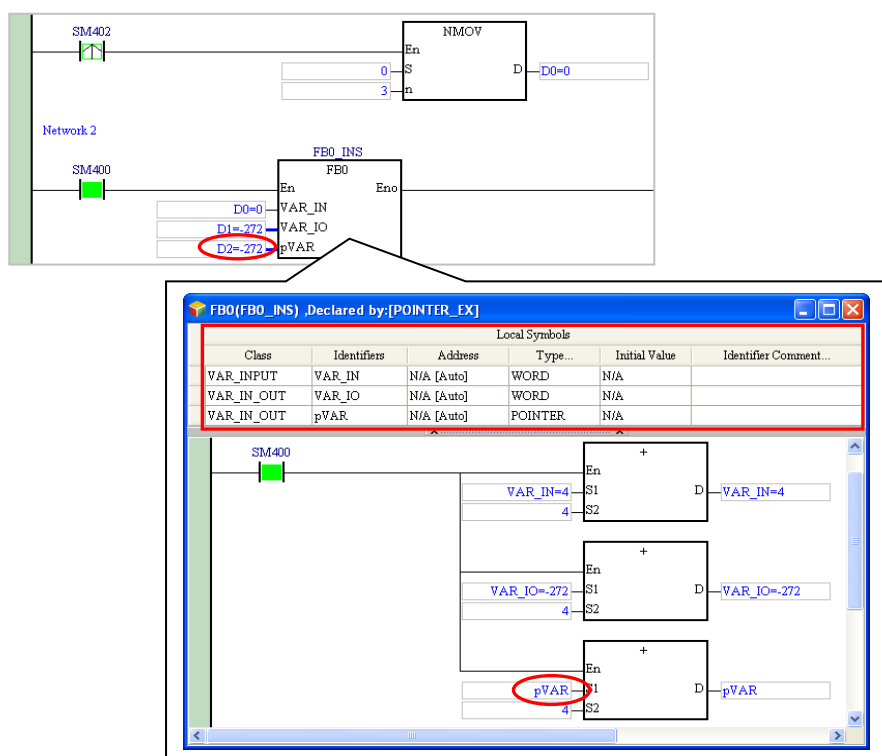 SM402
NMOV
En
0 S D D0=0
3 n
Network 2
FB0_INS
SM400 FB0
En Eno
D0=0 VAR_IN
D1=-272 VAR_IO
D2=-272 pVAR
FB0(FB0_INS) ,Declared by:[POINTER_EX]
Local Symbols
Class Identifiers Address Type... Initial Value Identifier Comment...
VAR_INPUT VAR_IN N/A [Auto] WORD N/A
VAR_IN_OUT VAR_IO N/A [Auto] WORD N/A
VAR_IN_OUT pVAR N/A [Auto] POINTER N/A
SM400
+
En
VAR_IN=4 S1 D VAR_IN=4
4 S2
+
En
VAR_IO=-272 S1 D VAR_IO=-272
4 S2
+
En
pVAR S1 D pVAR
4 S2